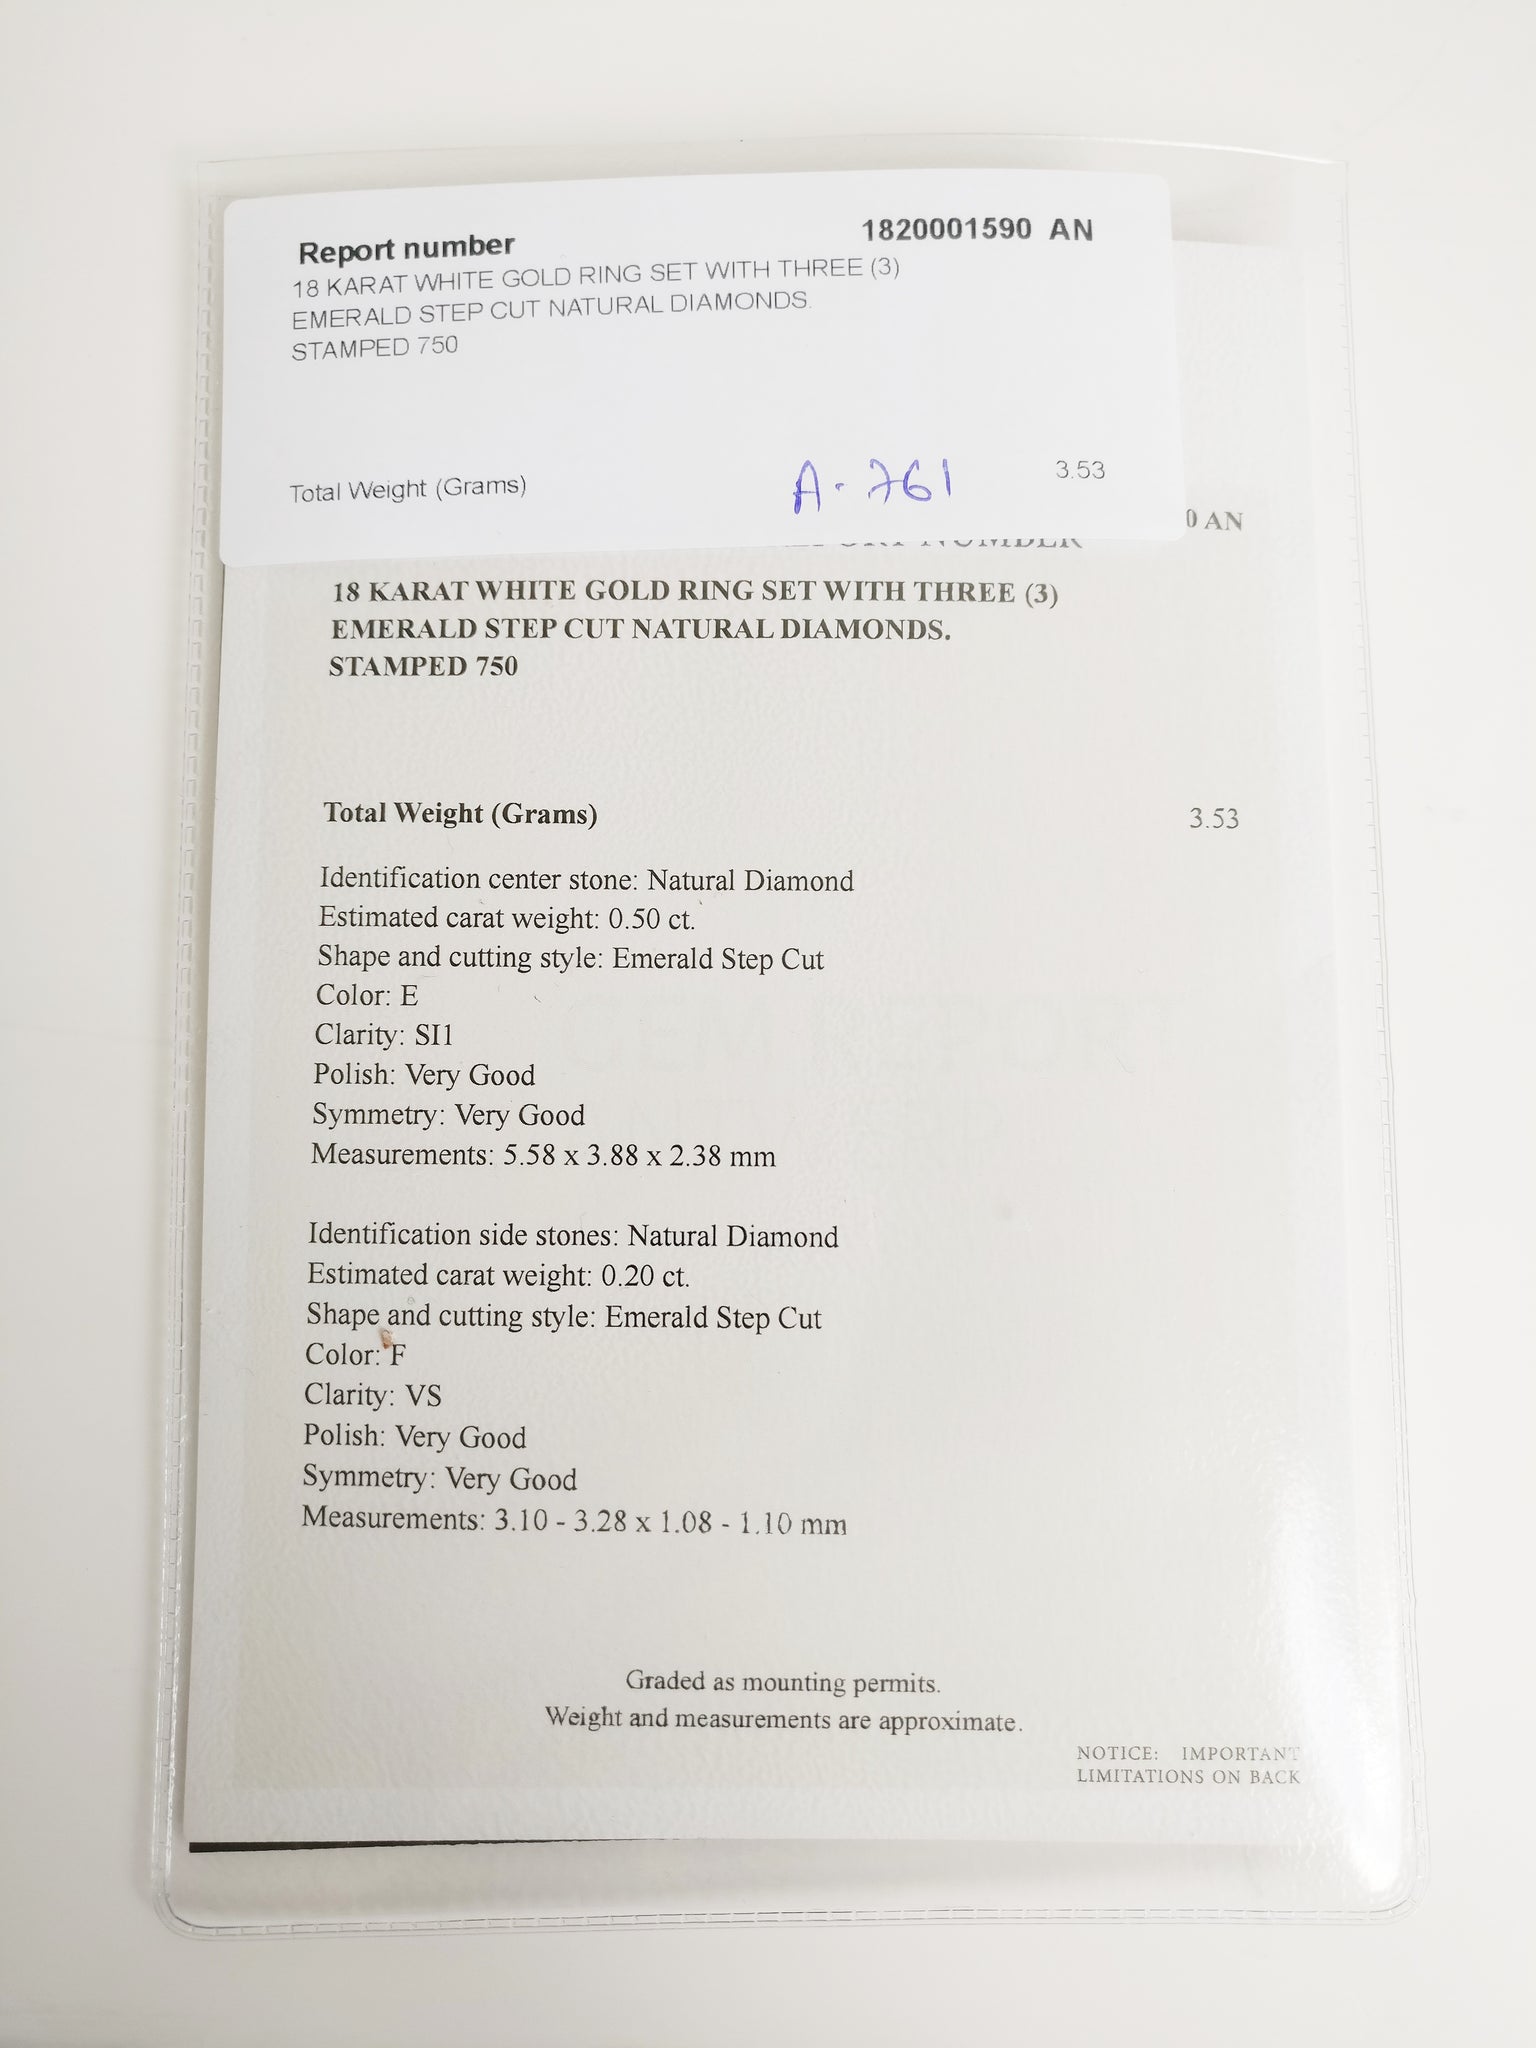 Report number 1820001590 AN
18 KARAT WHITE GOLD RING SET WITH THREE (3)
EMERALD STEP CUT NATURAL DIAMONDS.
STAMPED 750
Total Weight (Grams) A-761 3.53
0 AN
NUMBER
18 KARAT WHITE GOLD RING SET WITH THREE (3)
EMERALD STEP CUT NATURAL DIAMONDS.
STAMPED 750
Total Weight (Grams) 3.53
Identification center stone: Natural Diamond
Estimated carat weight: 0.50 ct.
Shape and cutting style: Emerald Step Cut
Color: E
Clarity: SI1
Polish: Very Good
Symmetry: Very Good
Measurements: 5.58 x 3.88 x 2.38 mm
Identification side stones: Natural Diamond
Estimated carat weight: 0.20 ct.
Shape and cutting style: Emerald Step Cut
Color: F
Clarity: VS
Polish: Very Good
Symmetry: Very Good
Measurements: 3.10 - 3.28 x 1.08 - 1.10 mm
Graded as mounting permits.
Weight and measurements are approximate.
NOTICE: IMPORTANT
LIMITATIONS ON BACK